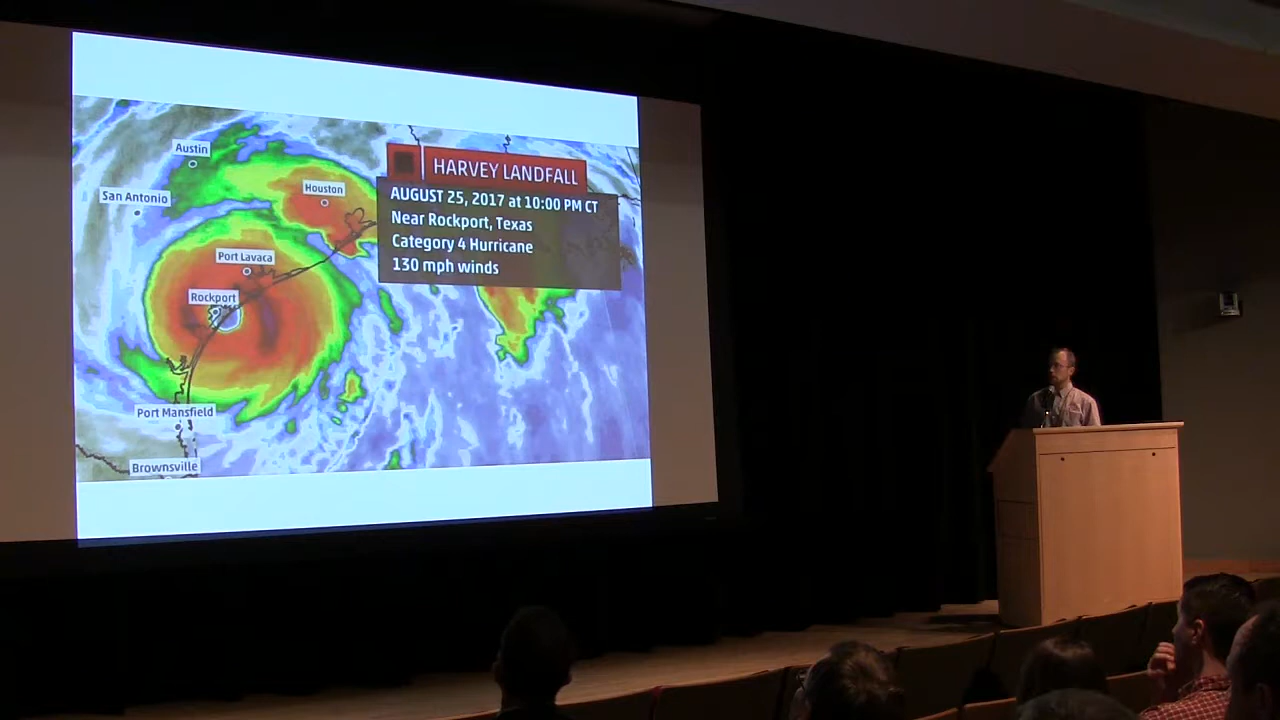 Austin
HARVEY LANDFALL
San Antonio
Houston
AUGUST 25, 2017 at 10:00 PM CT
Near Rockport, Texas
Category 4 Hurricane
130 mph winds
Port Lavaca
Rockport
Port Mansfield
Brownsville